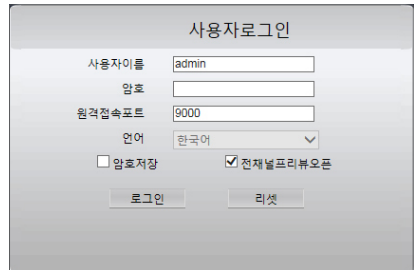 사용자로그인
사용자이름 admin
암호
원격접속포트 9000
언어 한국어
암호저장 전채널프리뷰오픈
로그인 리셋